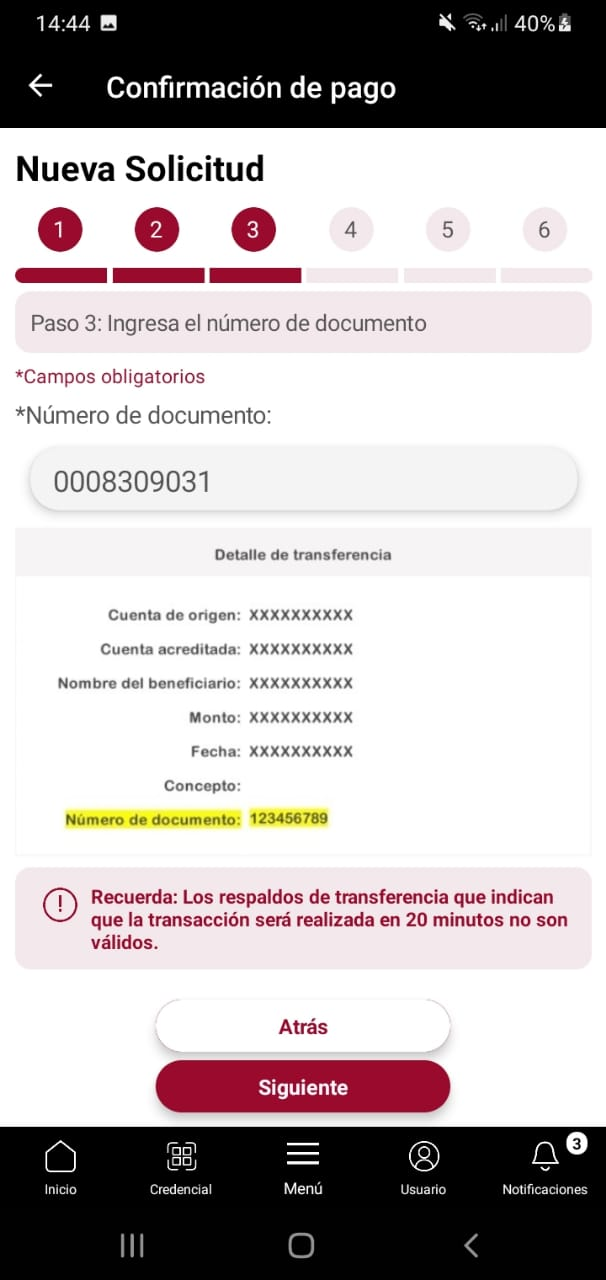 14:44
40%
Confirmación de pago
Nueva Solicitud
1 2 3 4 5 6
Paso 3: Ingresa el número de documento
*Campos obligatorios
*Número de documento:
0008309031
Detalle de transferencia
Cuenta de origen: XXXXXXXXXX
Cuenta acreditada: XXXXXXXXXX
Nombre del beneficiario: XXXXXXXXXX
Monto: XXXXXXXXXX
Fecha: XXXXXXXXXX
Concepto:
Número de documento: 123456789
Recuerda: Los respaldos de transferencia que indican
que la transacción será realizada en 20 minutos no son
válidos.
Atrás
Siguiente
3
Inicio Credencial Menú Usuario Notificaciones